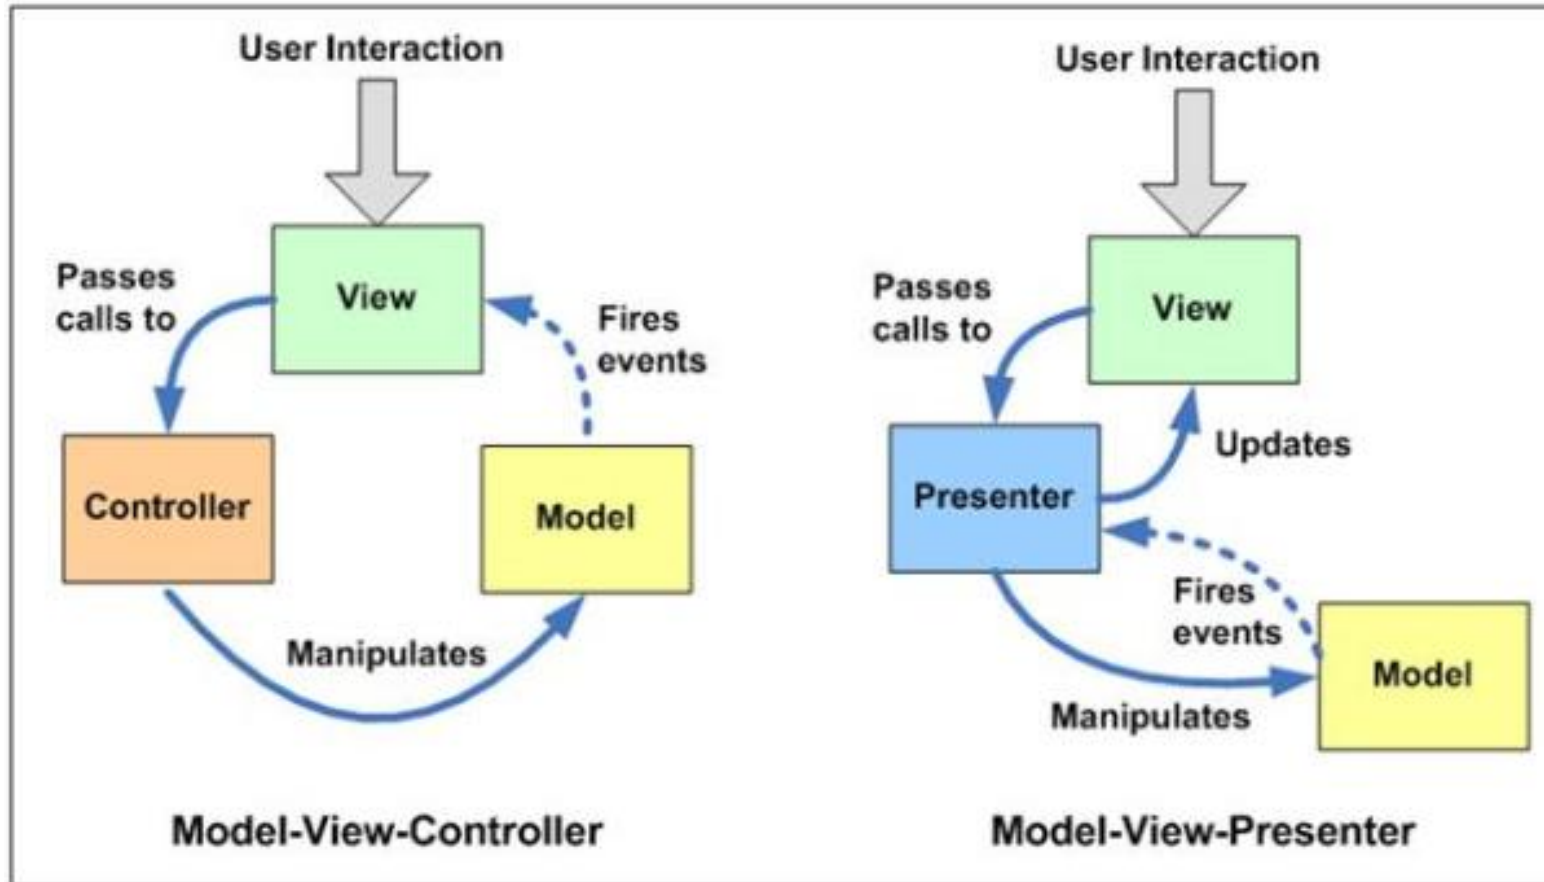 User Interaction
Passes
calls to
View
Fires
events
Controller
Model
Manipulates
Model-View-Controller
User Interaction
Passes
calls to
View
Updates
Presenter
Fires
events
Model
Manipulates
Model-View-Presenter